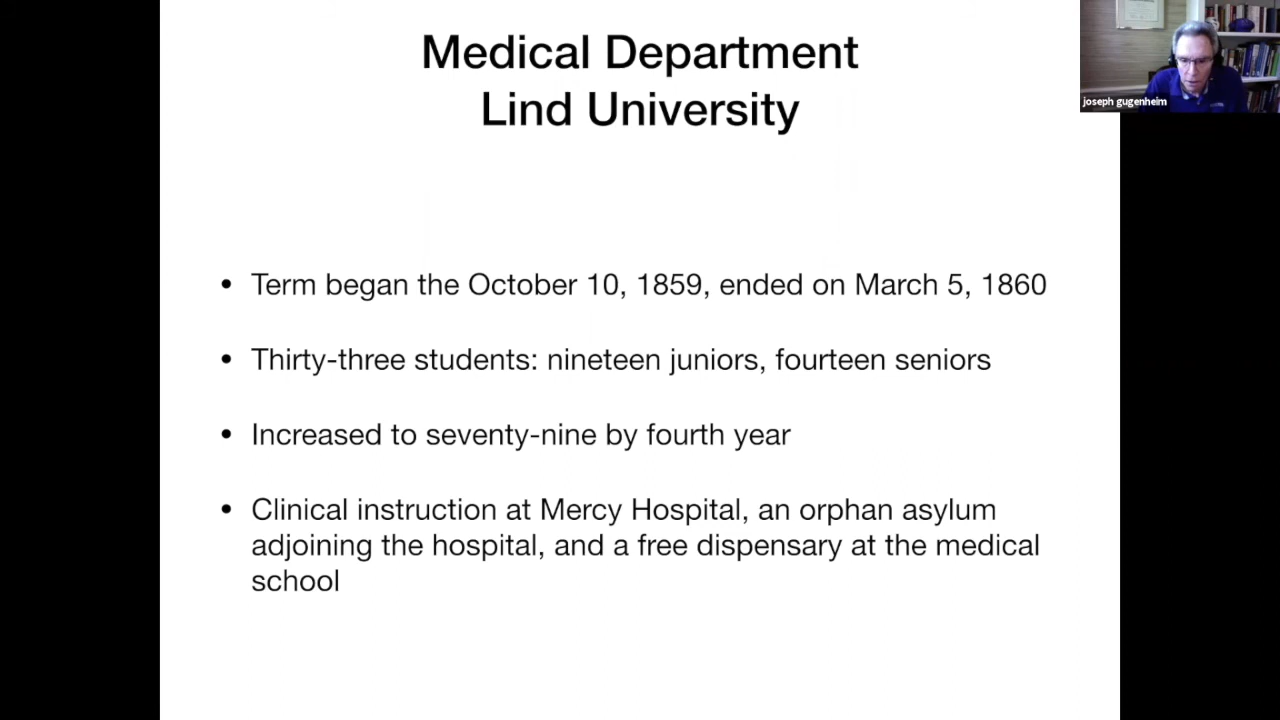 Medical Department
Lind University
joseph gugenheim
• Term began the October 10, 1859, ended on March 5, 1860
• Thirty-three students: nineteen juniors, fourteen seniors
• Increased to seventy-nine by fourth year
• Clinical instruction at Mercy Hospital, an orphan asylum
adjoining the hospital, and a free dispensary at the medical
school